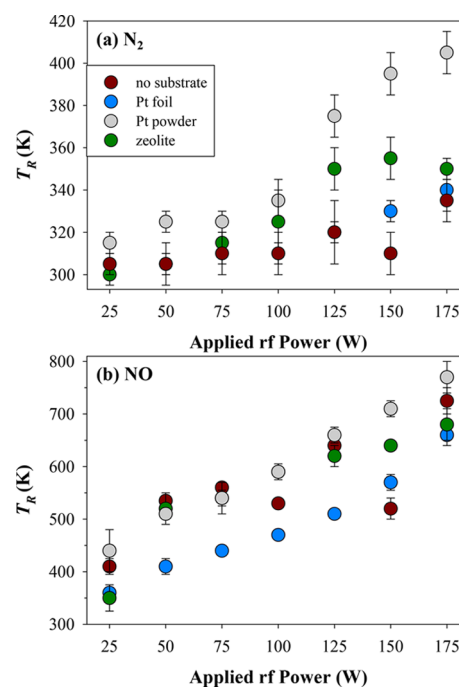 (a) N₂
no substrate
Pt foil
Pt powder
zeolite
T_R (K)
420
400
380
360
340
320
300
25 50 75 100 125 150 175
Applied rf Power (W)
(b) NO
T_R (K)
800
700
600
500
400
300
25 50 75 100 125 150 175
Applied rf Power (W)